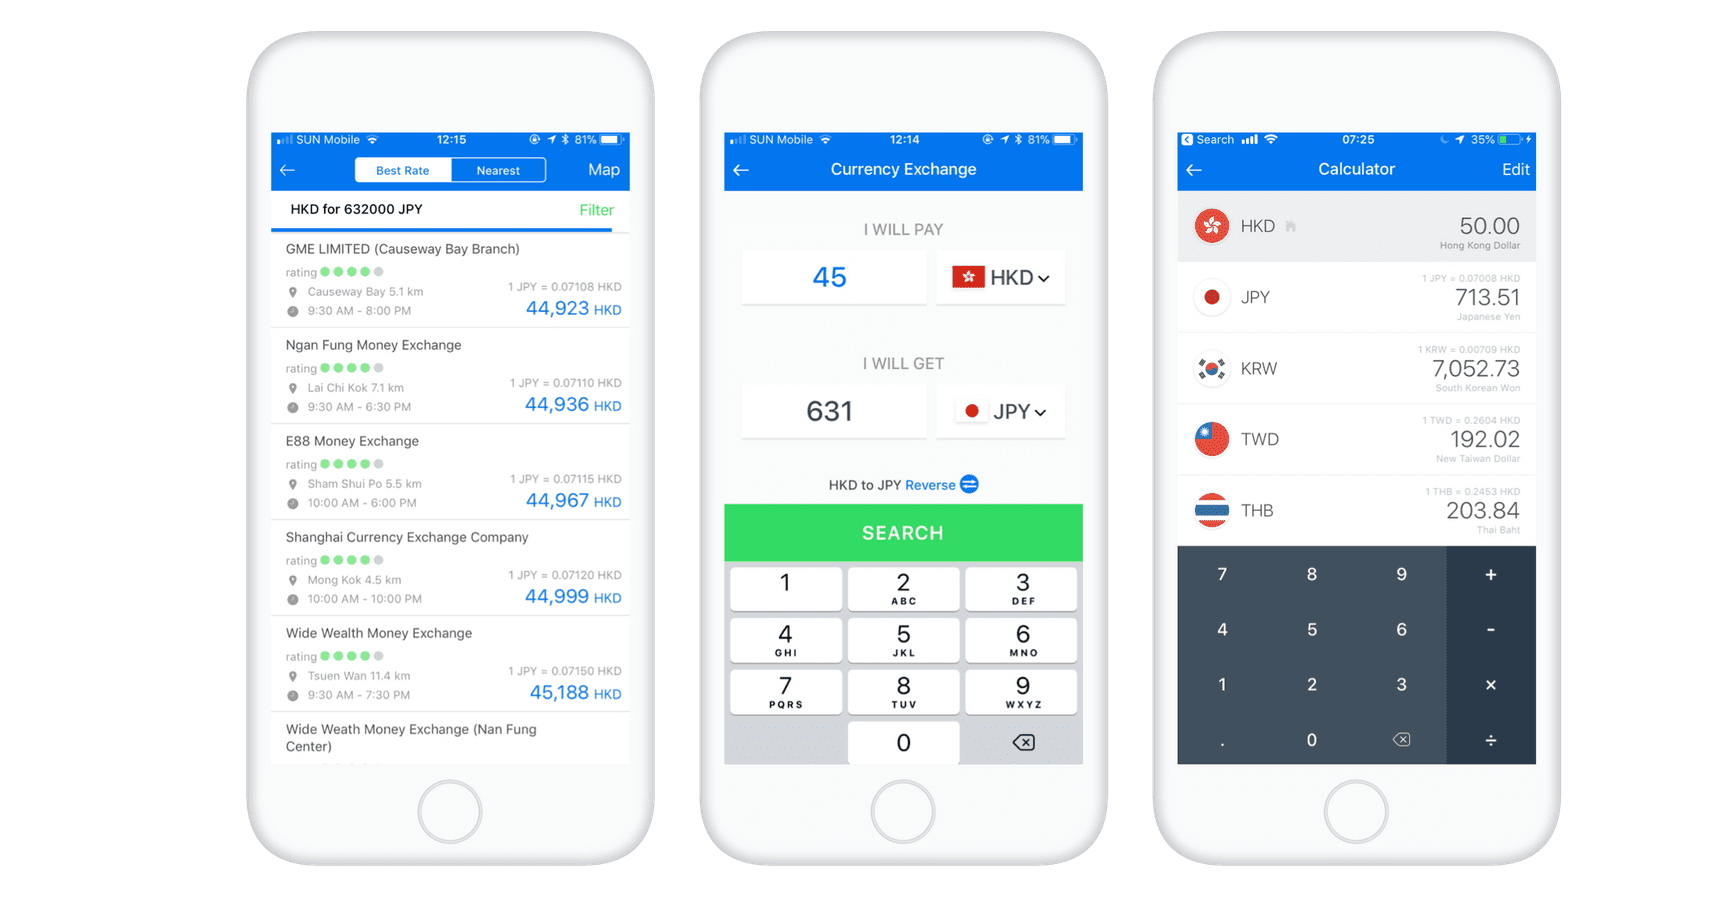 SUN Mobile 12:15 81%
Best Rate Nearest Map
HKD for 632000 JPY Filter
GME LIMITED (Causeway Bay Branch)
rating
Causeway Bay 5.1 km 1 JPY = 0.07108 HKD
9:30 AM - 8:00 PM 44,923 HKD
Ngan Fung Money Exchange
rating
Lai Chi Kok 7.1 km 1 JPY = 0.07110 HKD
9:30 AM - 6:30 PM 44,936 HKD
E88 Money Exchange
rating
Sham Shui Po 5.5 km 1 JPY = 0.07115 HKD
10:00 AM - 6:00 PM 44,967 HKD
Shanghai Currency Exchange Company
rating
Mong Kok 4.5 km 1 JPY = 0.07120 HKD
10:00 AM - 10:00 PM 44,999 HKD
Wide Wealth Money Exchange
rating
Tsuen Wan 11.4 km 1 JPY = 0.07150 HKD
9:30 AM - 7:30 PM 45,188 HKD
Wide Weath Money Exchange (Nan Fung
Center)
SUN Mobile 12:14 81%
Currency Exchange
I WILL PAY
45 HKD
I WILL GET
631 JPY
HKD to JPY Reverse
SEARCH
1 2 3
ABC DEF
4 5 6
GHI JKL MNO
7 8 9
PQRS TUV WXYZ
0
Search 07:25 35%
Calculator Edit
HKD 50.00
Hong Kong Dollar
1 JPY = 0.07008 HKD
JPY 713.51
Japanese Yen
1 KRW = 0.00709 HKD
KRW 7,052.73
South Korean Won
1 TWD = 0.2604 HKD
TWD 192.02
New Taiwan Dollar
1 THB = 0.2453 HKD
THB 203.84
Thai Baht
7 8 9 +
4 5 6 -
1 2 3 ×
. 0 ÷